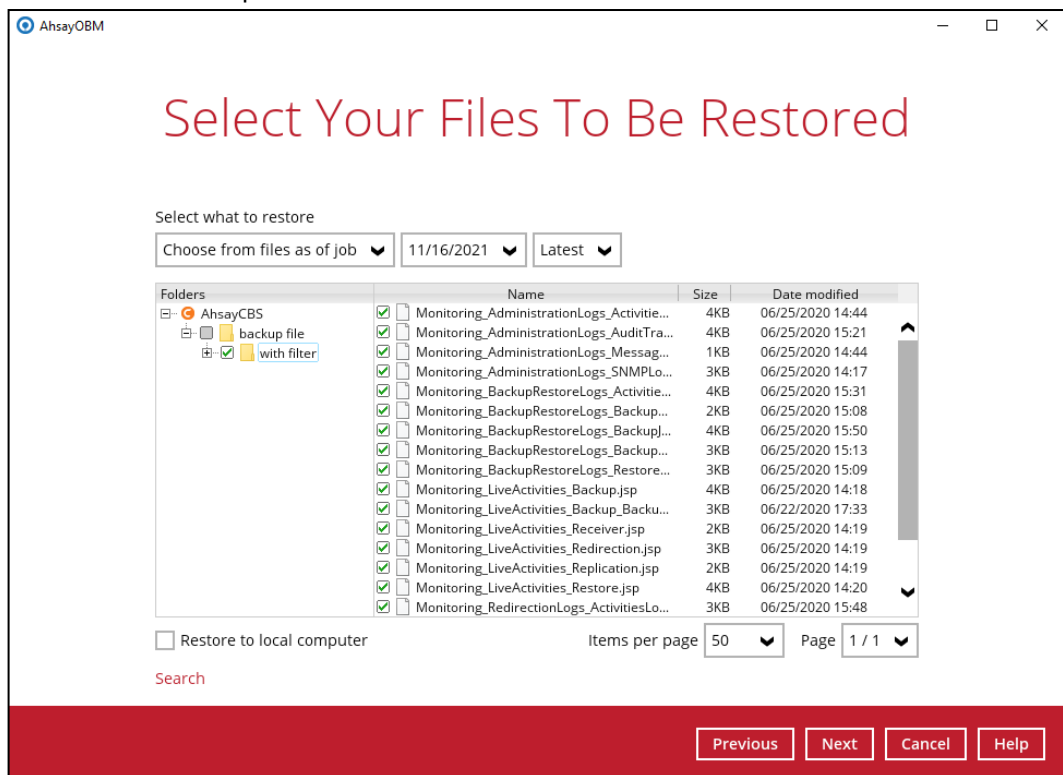 AhsayOBM
Select Your Files To Be Restored
Select what to restore
Choose from files as of job 11/16/2021 Latest
Folders Name Size Date modified
AhsayCBS
backup file
with filter
Monitoring_AdministrationLogs_Activitie... 4KB 06/25/2020 14:44
Monitoring_AdministrationLogs_AuditTra... 4KB 06/25/2020 15:21
Monitoring_AdministrationLogs_Messag... 1KB 06/25/2020 14:44
Monitoring_AdministrationLogs_SNMPLo... 3KB 06/25/2020 14:17
Monitoring_BackupRestoreLogs_Activitie... 4KB 06/25/2020 15:31
Monitoring_BackupRestoreLogs_Backup... 2KB 06/25/2020 15:08
Monitoring_BackupRestoreLogs_BackupJ... 4KB 06/25/2020 15:50
Monitoring_BackupRestoreLogs_Backup... 3KB 06/25/2020 15:13
Monitoring_BackupRestoreLogs_Restore... 3KB 06/25/2020 15:09
Monitoring_LiveActivities_Backup.jsp 4KB 06/25/2020 14:18
Monitoring_LiveActivities_Backup_Backu... 3KB 06/22/2020 17:33
Monitoring_LiveActivities_Receiver.jsp 2KB 06/25/2020 14:19
Monitoring_LiveActivities_Redirection.jsp 3KB 06/25/2020 14:19
Monitoring_LiveActivities_Replication.jsp 2KB 06/25/2020 14:19
Monitoring_LiveActivities_Restore.jsp 4KB 06/25/2020 14:20
Monitoring_RedirectionLogs_ActivitiesLo... 3KB 06/25/2020 15:48
Restore to local computer Items per page 50 Page 1 / 1
Search
Previous Next Cancel Help